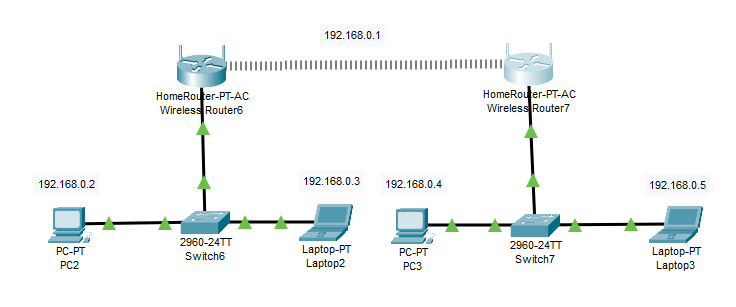 192.168.0.1
HomeRouter-PT-AC
Wireless Router6
HomeRouter-PT-AC
Wireless Router7
192.168.0.2
192.168.0.3
192.168.0.4
192.168.0.5
PC-PT
PC2
2960-24TT
Switch6
Laptop-PT
Laptop2
PC-PT
PC3
2960-24TT
Switch7
Laptop-PT
Laptop3